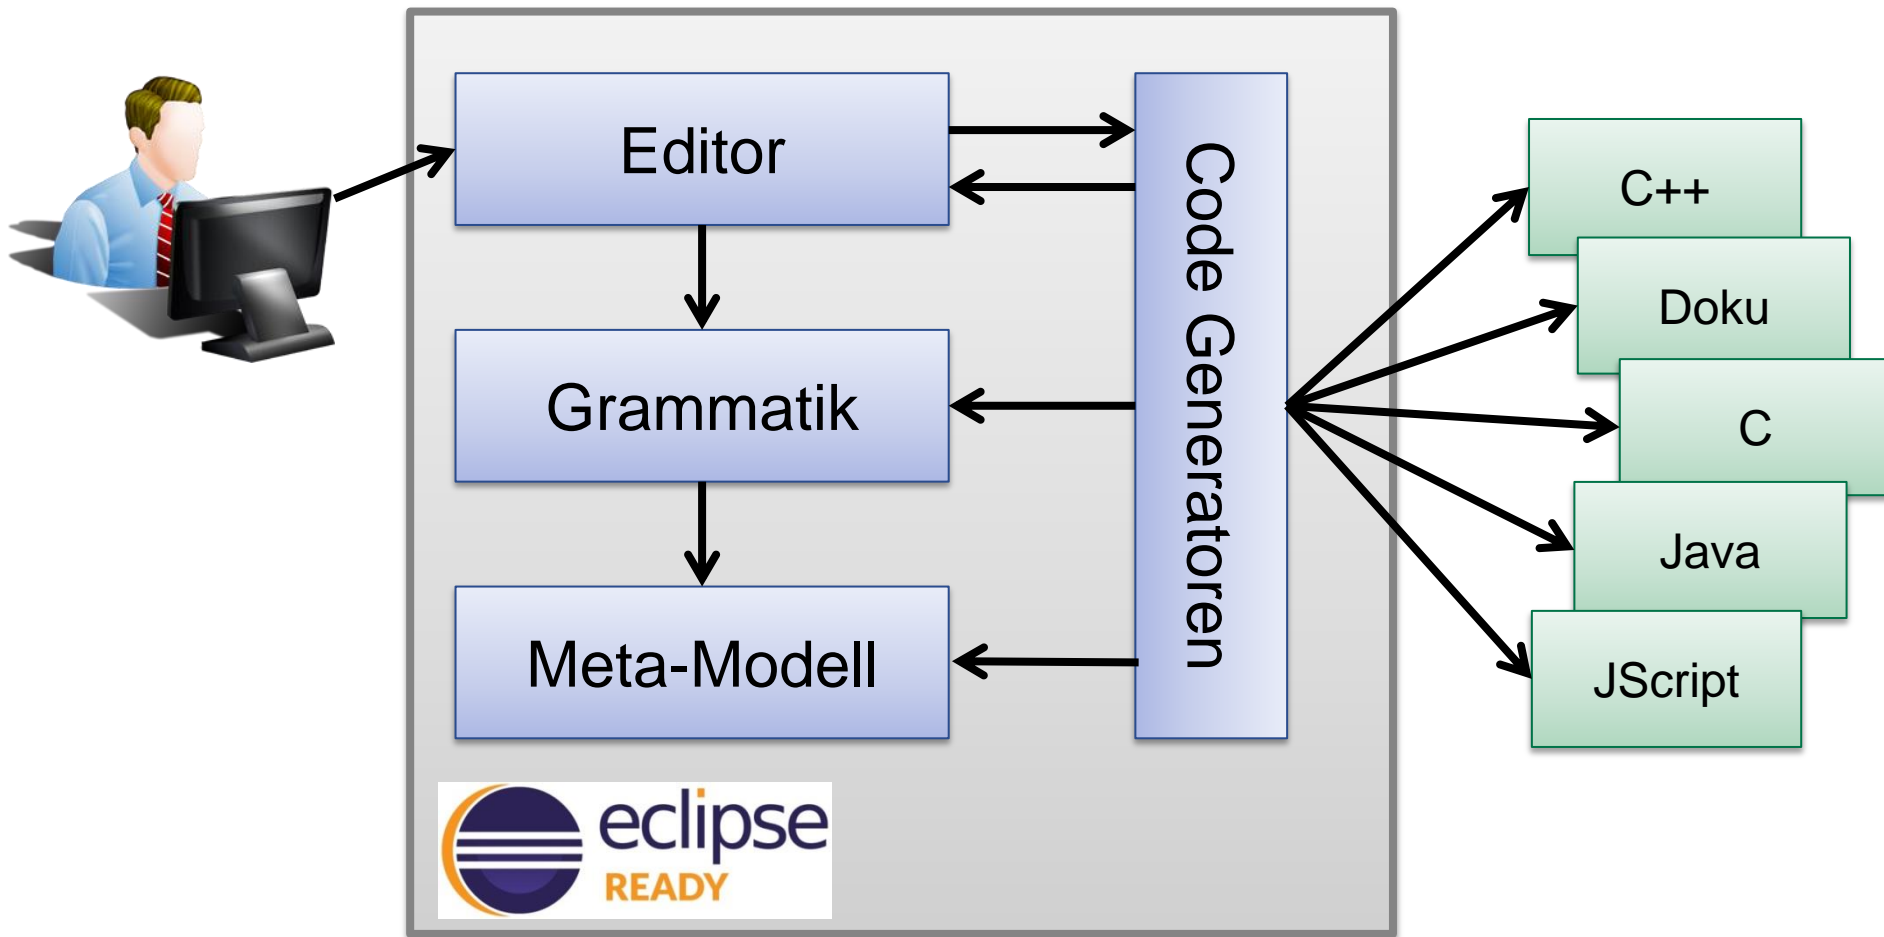 Editor
Grammatik
Meta-Modell
Code Generatoren
C++
Doku
C
Java
JScript
eclipse
READY